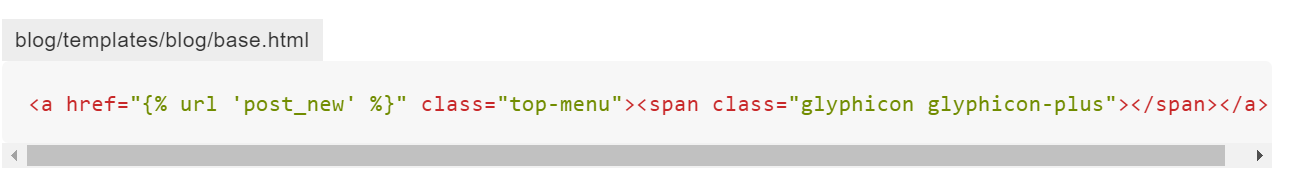 blog/templates/blog/base.html
<a href="{% url 'post_new' %}" class="top-menu"><span class="glyphicon glyphicon-plus"></span></a>